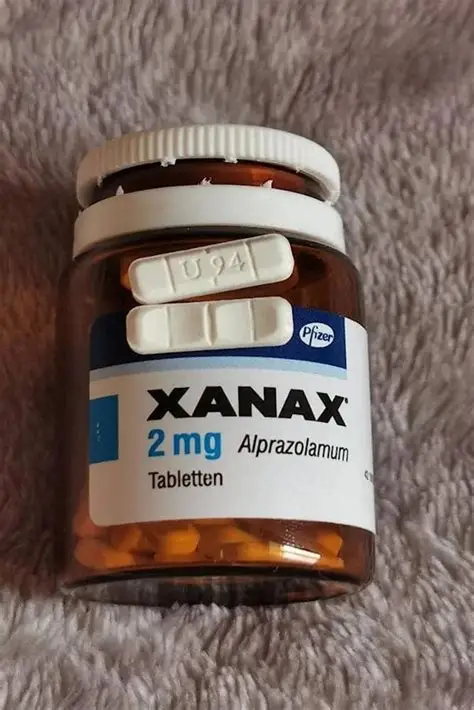 U 94
Pfizer
XANAX®
2 mg Alprazolamum
Tabletten